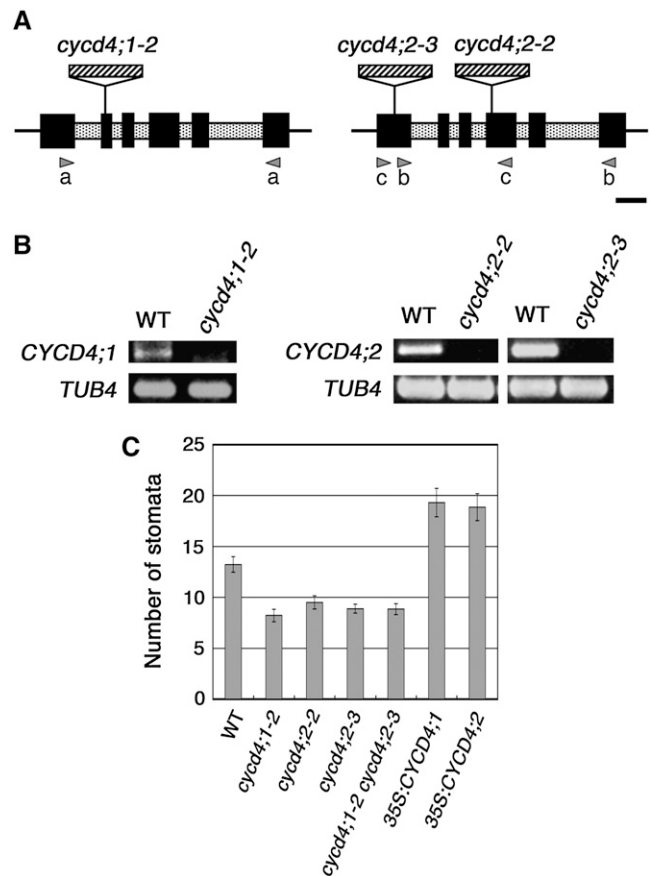 A
cycd4;1-2
cycd4;2-3 cycd4;2-2
a a
c b c b
B
WT cycd4;1-2
WT cycd4;2-2 WT cycd4;2-3
CYCD4;1
CYCD4;2
TUB4
TUB4
C
Number of stomata
25
20
15
10
5
0
WT
cycd4;1-2
cycd4;2-2
cycd4;2-3
cycd4;1-2 cycd4;2-3
35S:CYCD4;1
35S:CYCD4;2